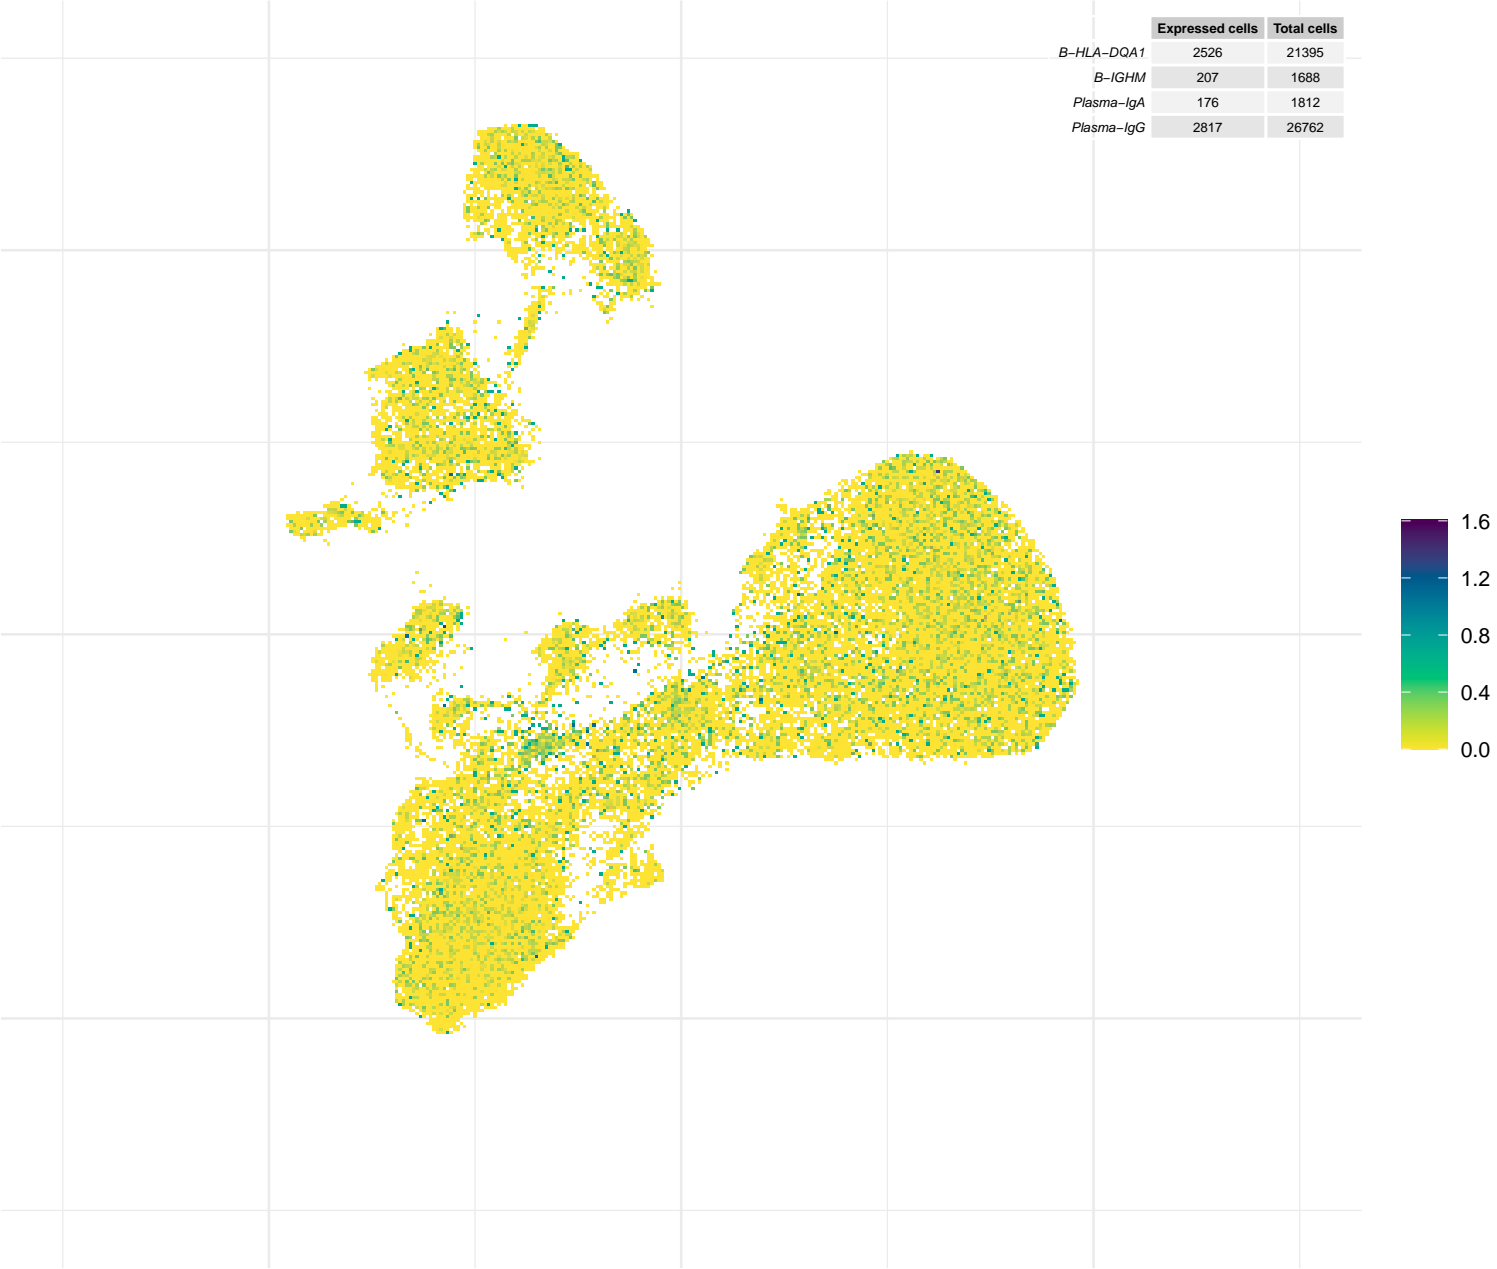 Expressed cells Total cells
B−HLA−DQA1 2526 21395
B−IGHM 207 1688
Plasma−IgA 176 1812
Plasma−IgG 2817 26762
1.6
1.2
0.8
0.4
0.0